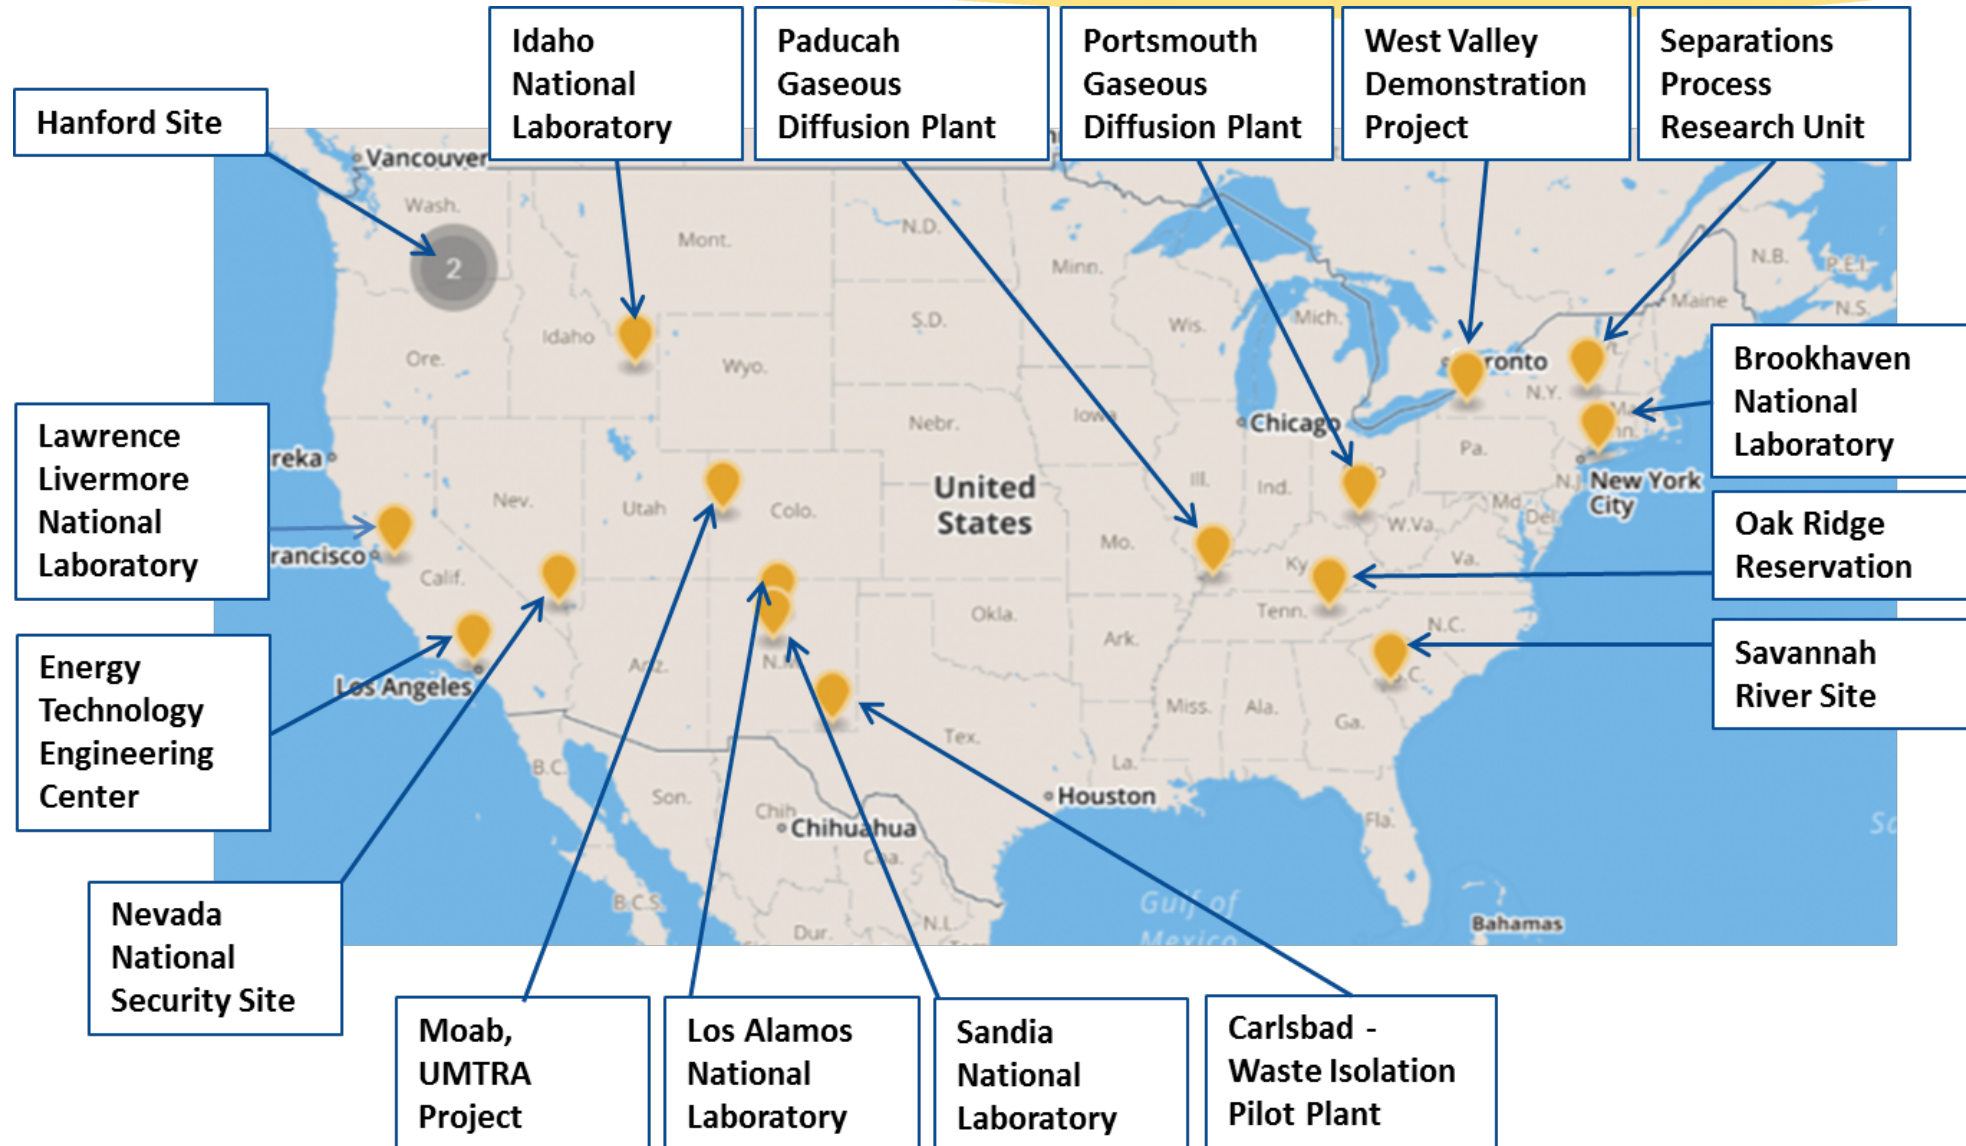 Idaho
National
Laboratory
Paducah
Gaseous
Diffusion Plant
Portsmouth
Gaseous
Diffusion Plant
West Valley
Demonstration
Project
Separations
Process
Research Unit
Hanford Site
Vancouver
Wash.
Mont.
N.D.
Minn.
N.B.
P.E.I.
2
Maine
N.S.
Idaho
S.D.
Wis.
Mich.
Ore.
Wyo.
ronto
N.Y.
Brookhaven
National
Laboratory
Lawrence
Livermore
National
Laboratory
reka
Nebr.
Iowa
Chicago
Pa.
Nev.
Utah
Colo.
United
States
Ill.
Ind.
N.J.
New York
City
Md.
Del.
W.Va.
Oak Ridge
Reservation
rancisco
Calif.
Mo.
Ky
Va.
Okla.
Tenn.
N.C.
Ark.
Energy
Technology
Engineering
Center
Los Angeles
Ariz.
N.M.
Savannah
River Site
Miss.
Ala.
Ga.
Tex.
La.
B.C.
Son.
Chih.
Chihuahua
Houston
Fla.
Coa.
B.C.S.
Dur.
N.L.
Gulf of
Mexico
Bahamas
Nevada
National
Security Site
Moab,
UMTRA
Project
Los Alamos
National
Laboratory
Sandia
National
Laboratory
Carlsbad -
Waste Isolation
Pilot Plant